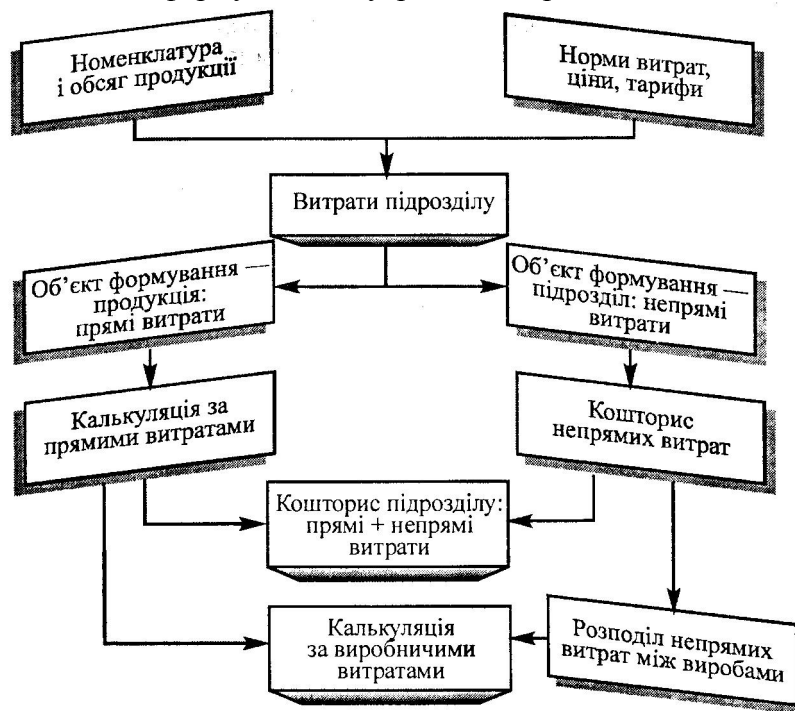 Номенклатура
і обсяг продукції
Норми витрат,
ціни, тарифи
Витрати підрозділу
Об’єкт формування —
продукція:
прямі витрати
Об’єкт формування —
підрозділ: непрямі
витрати
Калькуляція за
прямими витратами
Кошторис
непрямих витрат
Кошторис підрозділу:
прямі + непрямі
витрати
Калькуляція
за виробничими
витратами
Розподіл непрямих
витрат між виробами